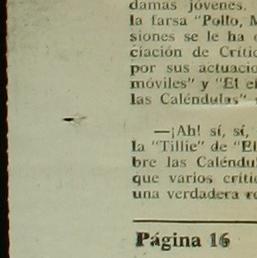 damas jóvenes.
la farsa "Pollo, M
siones se le ha o
ciación de Crític
por sus actuacio
móviles" y "El e
las Caléndulas"
—¡Ah! sí, sí,
la "Tillie" de "El
bre las Caléndu
que varios críti
una verdadera r
Página 16